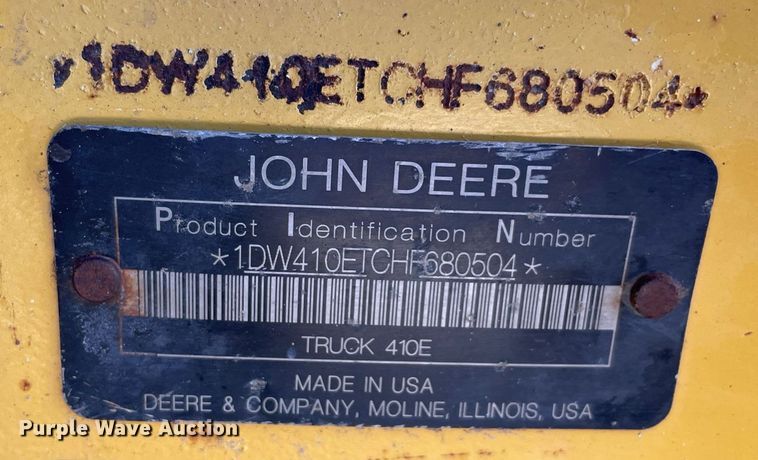 *1DW410ETCHF680504*
JOHN DEERE
Product Identification Number
*1DW410ETCHF680504*
TRUCK 410E
MADE IN USA
DEERE & COMPANY, MOLINE, ILLINOIS, USA
Purple Wave Auction